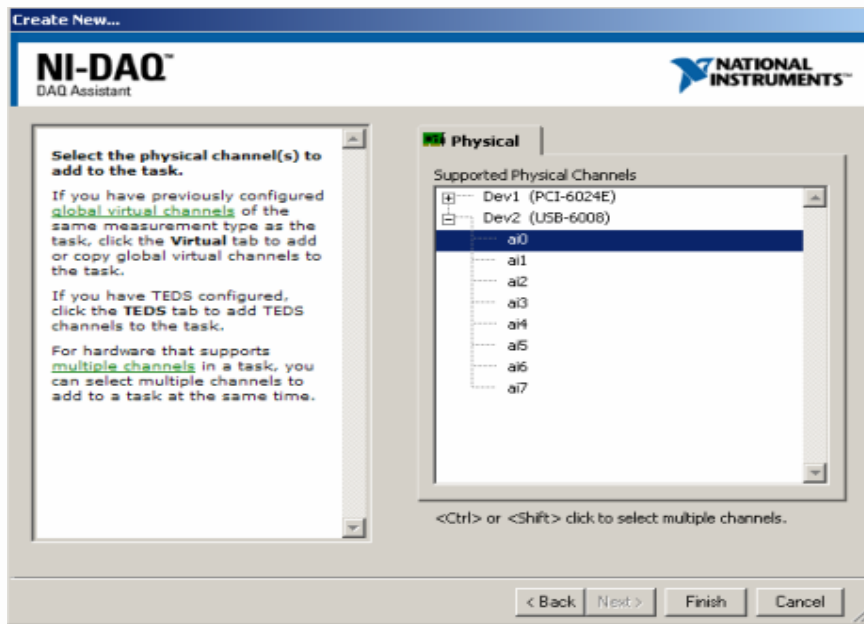 Create New...
NI-DAQ™
DAQ Assistant
NATIONAL
INSTRUMENTS™
Select the physical channel(s) to
add to the task.
If you have previously configured
global virtual channels of the
same measurement type as the
task, click the Virtual tab to add
or copy global virtual channels to
the task.
If you have TEDS configured,
click the TEDS tab to add TEDS
channels to the task.
For hardware that supports
multiple channels in a task, you
can select multiple channels to
add to a task at the same time.
Physical
Supported Physical Channels
Dev1 (PCI-6024E)
Dev2 (USB-6008)
ai0
ai1
ai2
ai3
ai4
ai5
ai6
ai7
<Ctrl> or <Shift> click to select multiple channels.
< Back Next > Finish Cancel